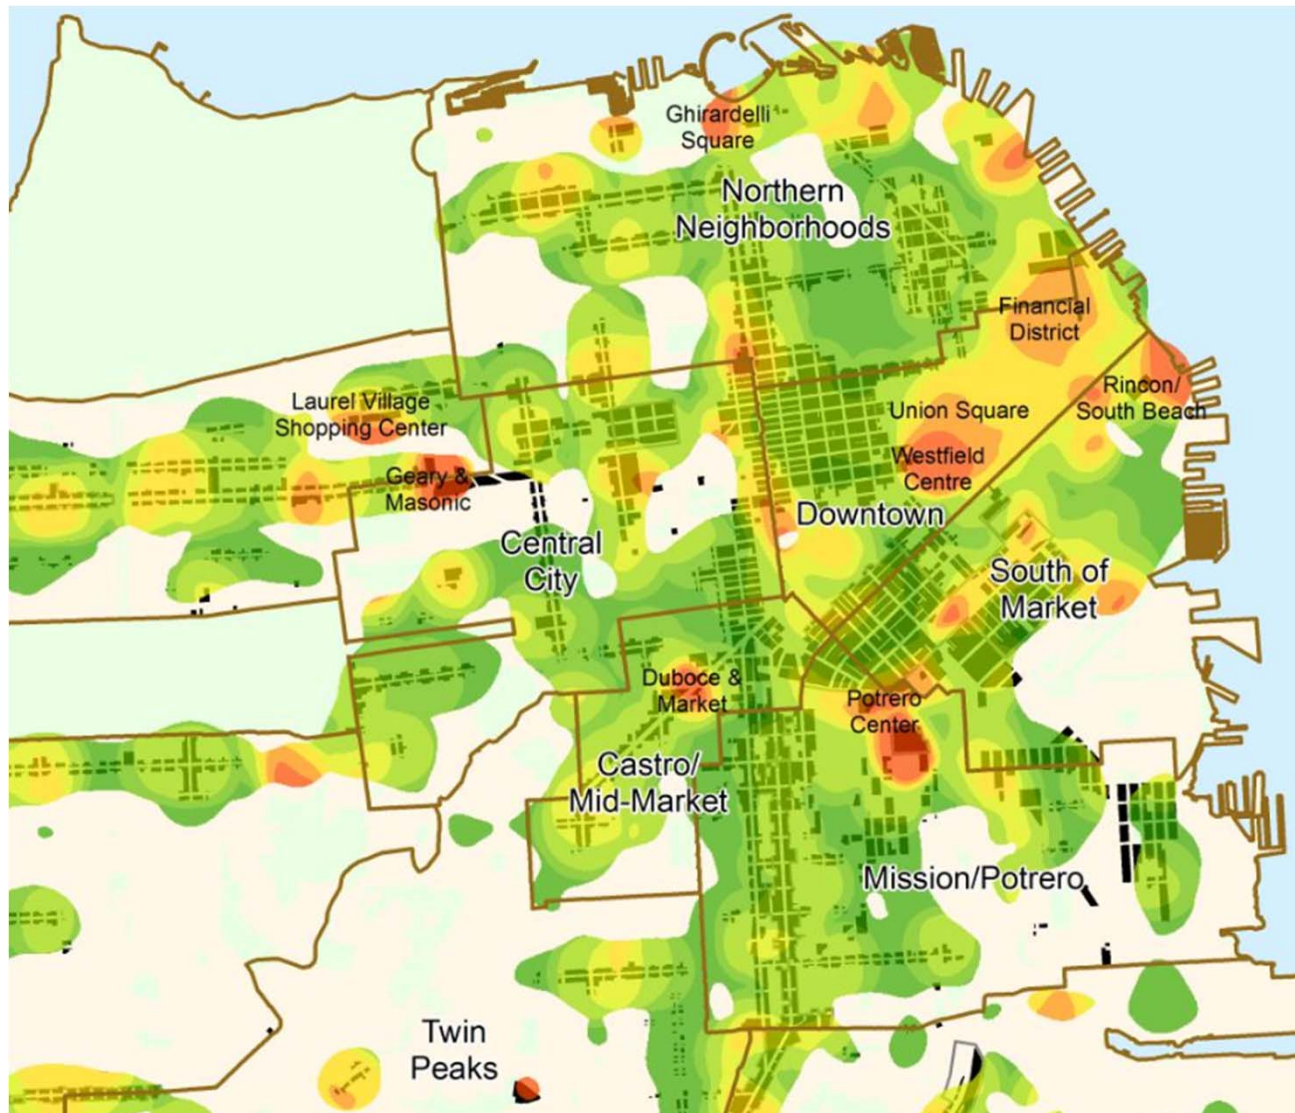 Ghirardelli
Square
Northern
Neighborhoods
Financial
District
Rincon/
South Beach
Laurel Village
Shopping Center
Union Square
Westfield
Centre
Geary &
Masonic
Downtown
Central
City
South of
Market
Duboce &
Market
Potrero
Center
Castro/
Mid-Market
Mission/Potrero
Twin
Peaks